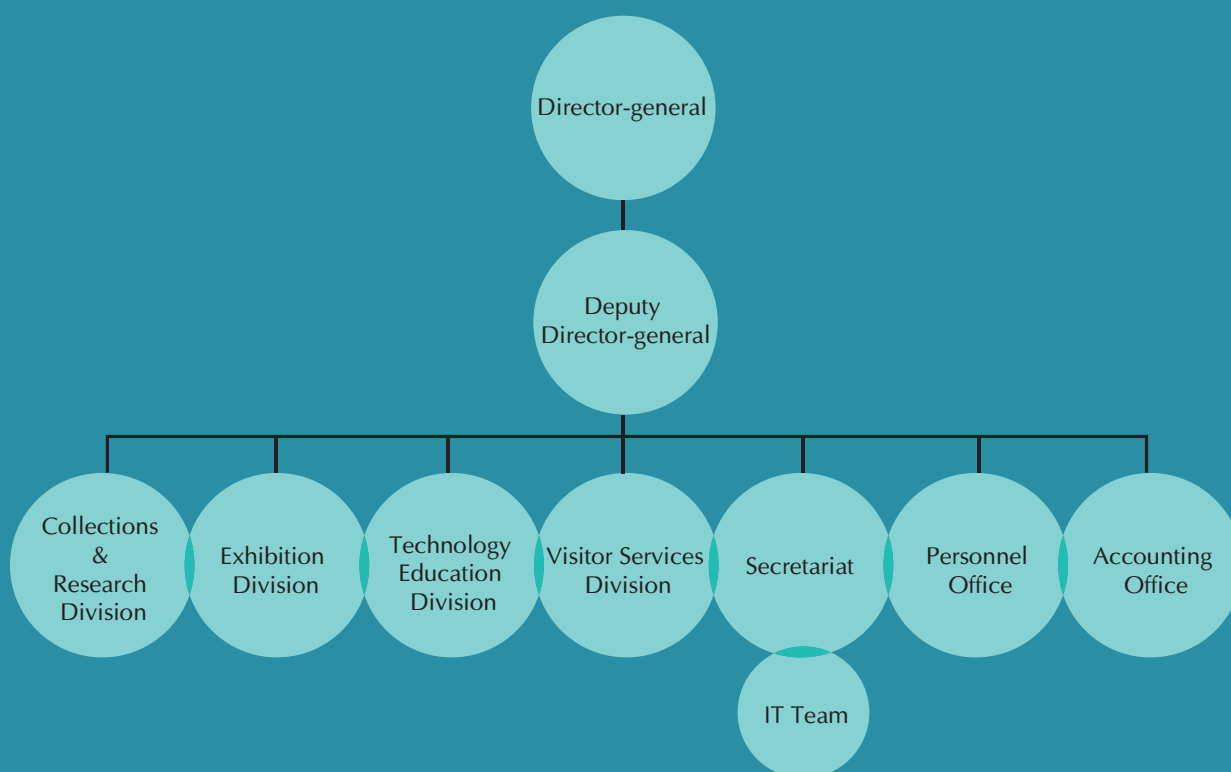 Director-general
Deputy
Director-general
Collections
&
Research
Division
Exhibition
Division
Technology
Education
Division
Visitor Services
Division
Secretariat
Personnel
Office
Accounting
Office
IT Team